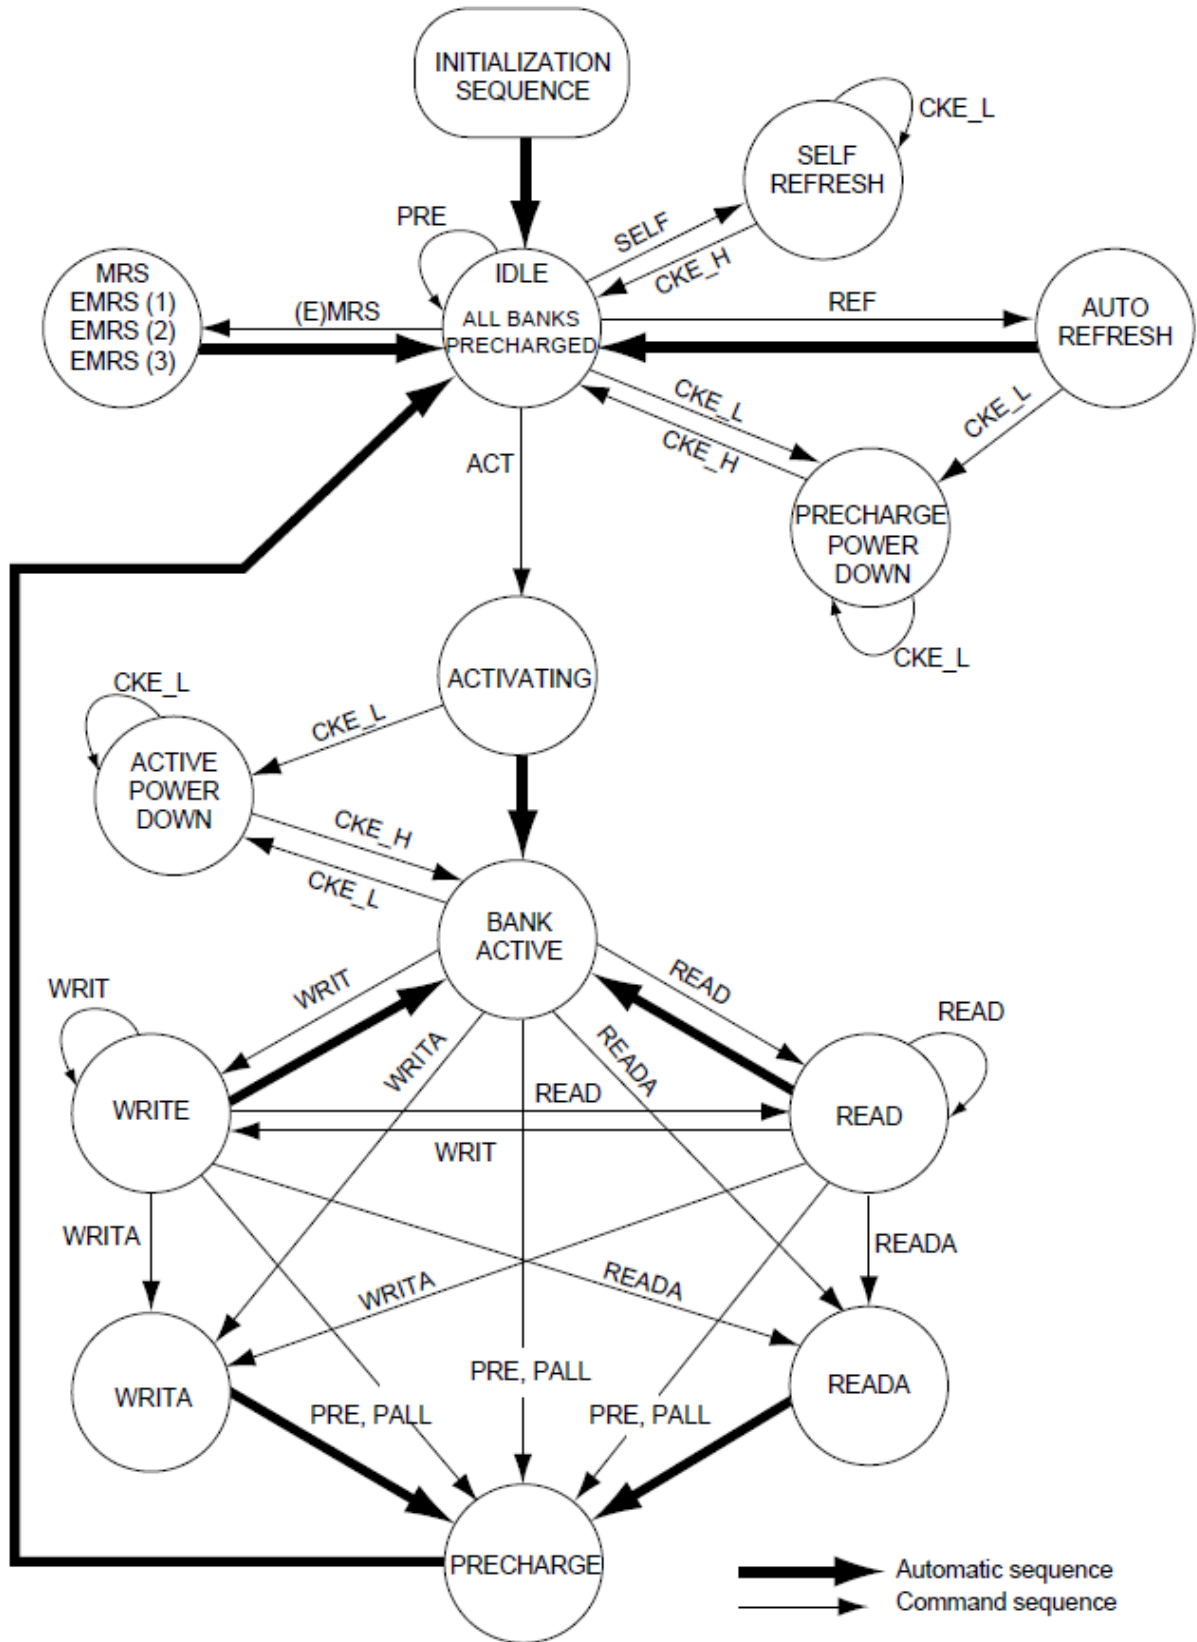 INITIALIZATION
SEQUENCE
CKE_L
SELF
REFRESH
PRE
SELF
CKE_H
IDLE
ALL BANKS
PRECHARGED
MRS
EMRS (1)
EMRS (2)
EMRS (3)
(E)MRS
REF
AUTO
REFRESH
CKE_L
CKE_H
CKE_L
ACT
PRECHARGE
POWER
DOWN
CKE_L
ACTIVATING
CKE_L
CKE_L
ACTIVE
POWER
DOWN
CKE_H
CKE_L
BANK
ACTIVE
WRIT
WRIT
READ
READ
WRITA
READA
WRITE
READ
WRIT
READ
WRITA
READA
WRITA
READA
WRITA
PRE, PALL
PRE, PALL
PRE, PALL
READA
PRECHARGE
Automatic sequence
Command sequence